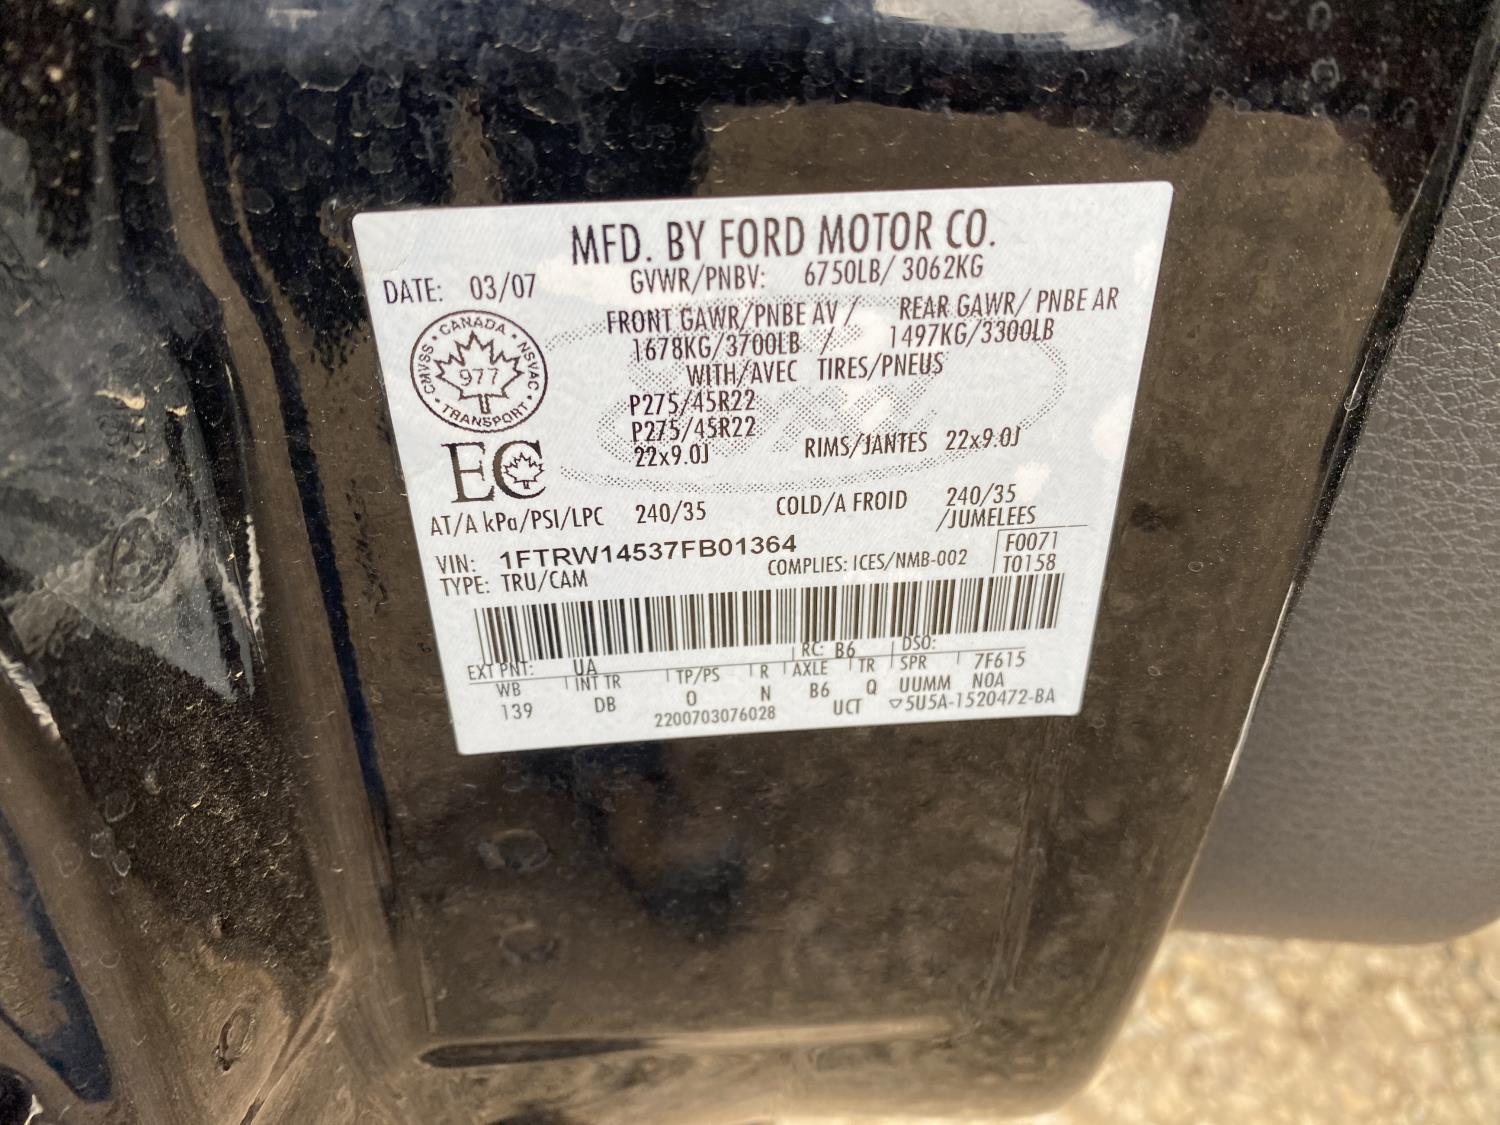 MFD. BY FORD MOTOR CO.
DATE: 03/07 GVWR/PNBV: 6750LB/ 3062KG
FRONT GAWR/PNBE AV / REAR GAWR/ PNBE AR
1678KG/3700LB / 1497KG/3300LB
WITH/AVEC TIRES/PNEUS
P275/45R22
P275/45R22
22x9.0J RIMS/JANTES 22x9.0J
CANADA
CMVSS 977 NSVAC
TRANSPORT
EC
AT/A kPa/PSI/LPC 240/35 COLD/A FROID 240/35
/JUMELEES
VIN: 1FTRW14537FB01364 F0071
TYPE: TRU/CAM COMPLIES: ICES/NMB-002 T0158
EXT PNT: UA RC: B6 DSO:
WB INT TR TP/PS R AXLE TR SPR 7F615
139 DB 0 N B6 Q UUMM N0A
2200703076028 UCT ▽5U5A-1520472-BA